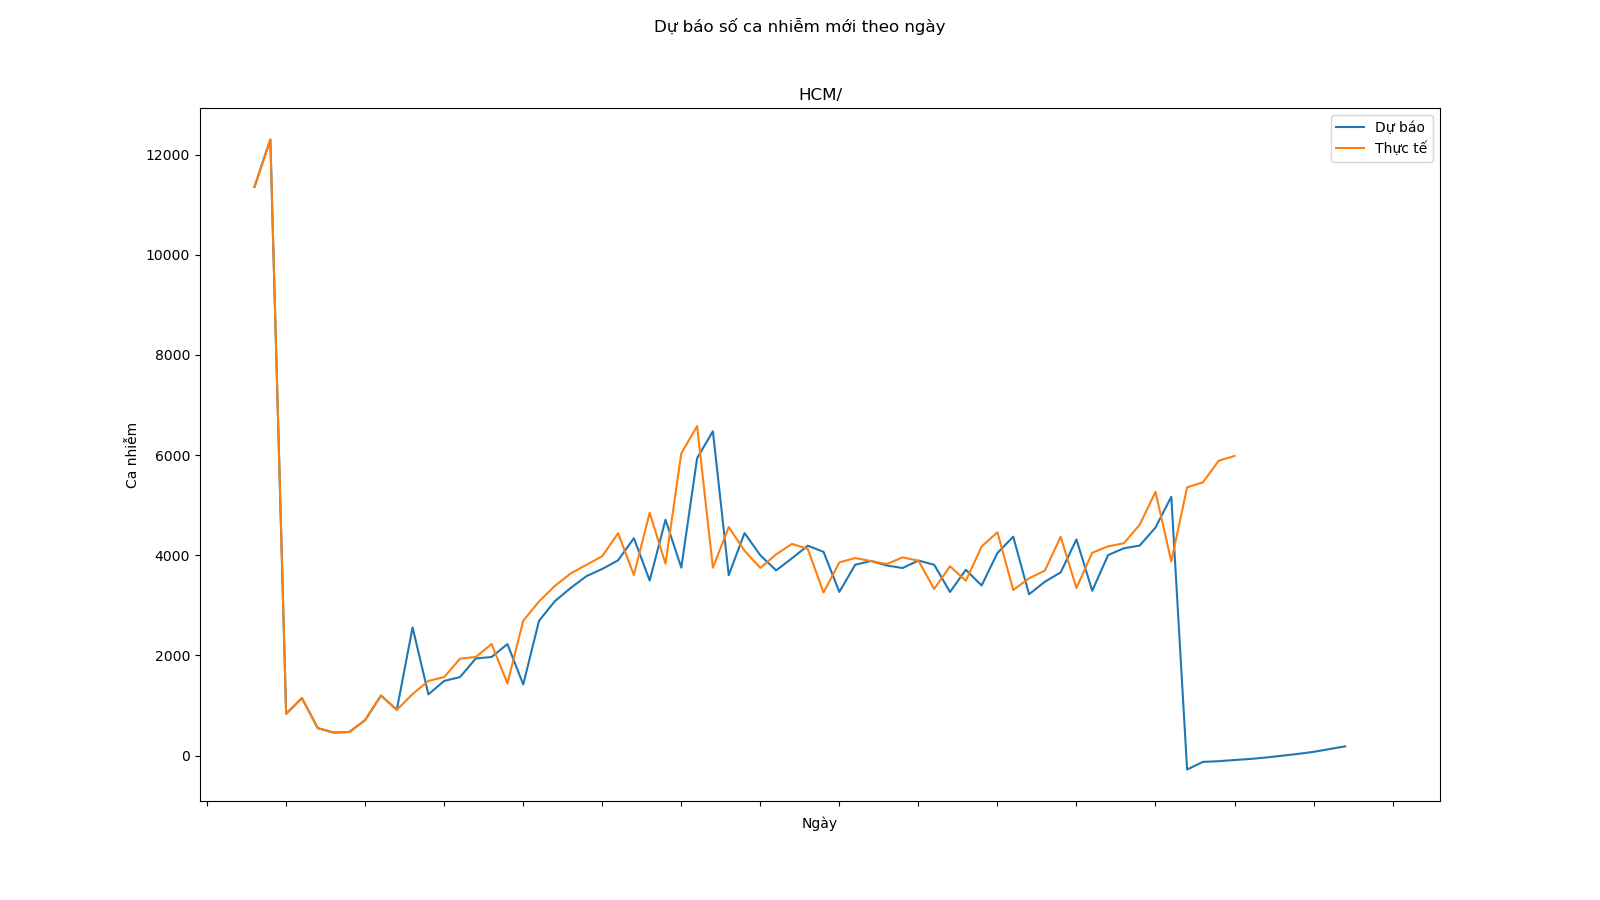 Dự báo số ca nhiễm mới theo ngày
HCM/
Dự báo
Thực tế
12000
10000
8000
6000
4000
2000
0
Ca nhiễm
Ngày